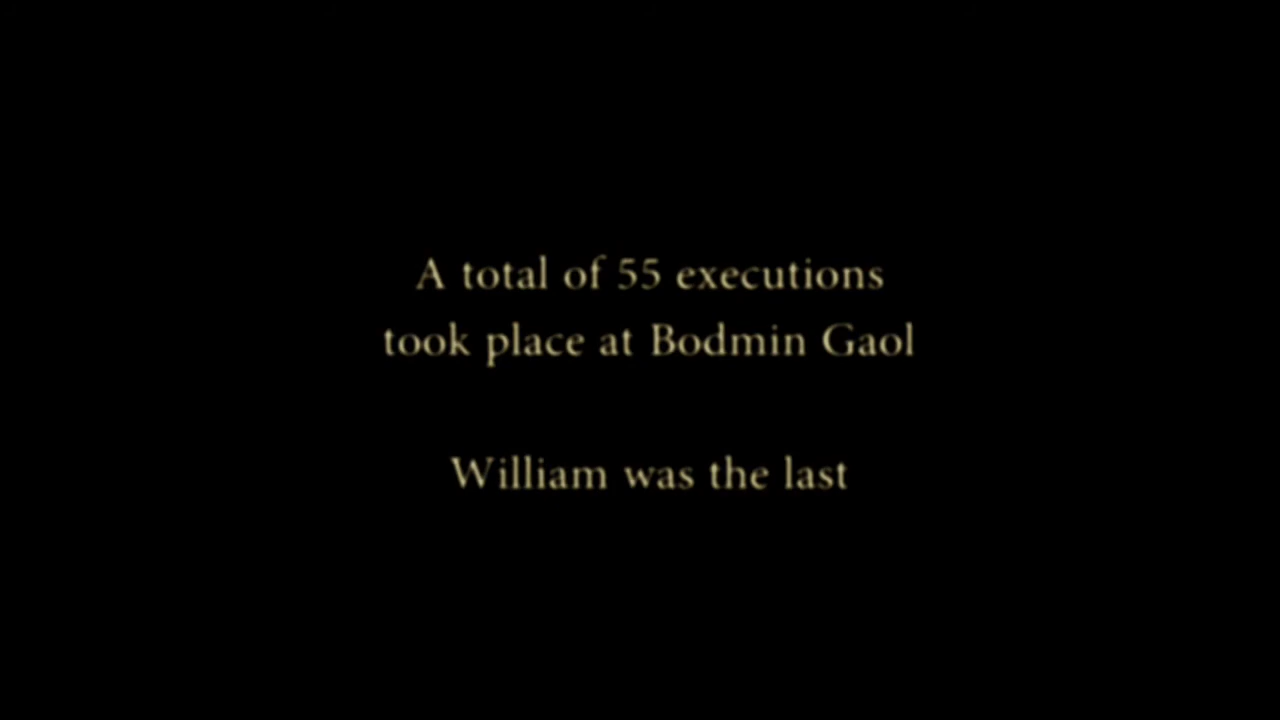 A total of 55 executions
took place at Bodmin Gaol
William was the last